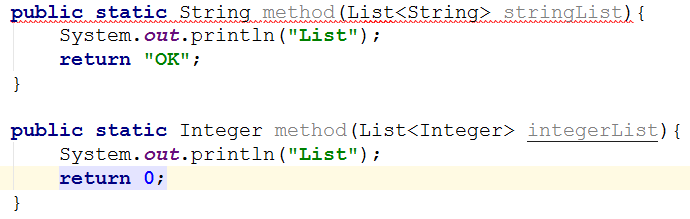 public static String method(List<String> stringList){
    System.out.println("List");
    return "OK";
}
public static Integer method(List<Integer> integerList){
    System.out.println("List");
    return 0;
}